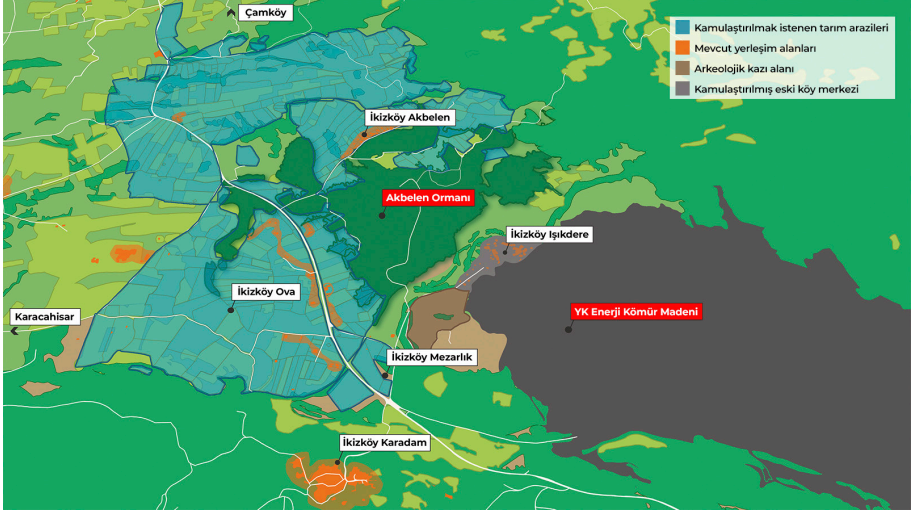 Çamköy
Kamulaştırılmak istenen tarım arazileri
Mevcut yerleşim alanları
Arkeolojik kazı alanı
Kamulaştırılmış eski köy merkezi
İkizköy Akbelen
Akbelen Ormanı
İkizköy Işıkdere
İkizköy Ova
Karacahisar
YK Enerji Kömür Madeni
İkizköy Mezarlık
İkizköy Karadam